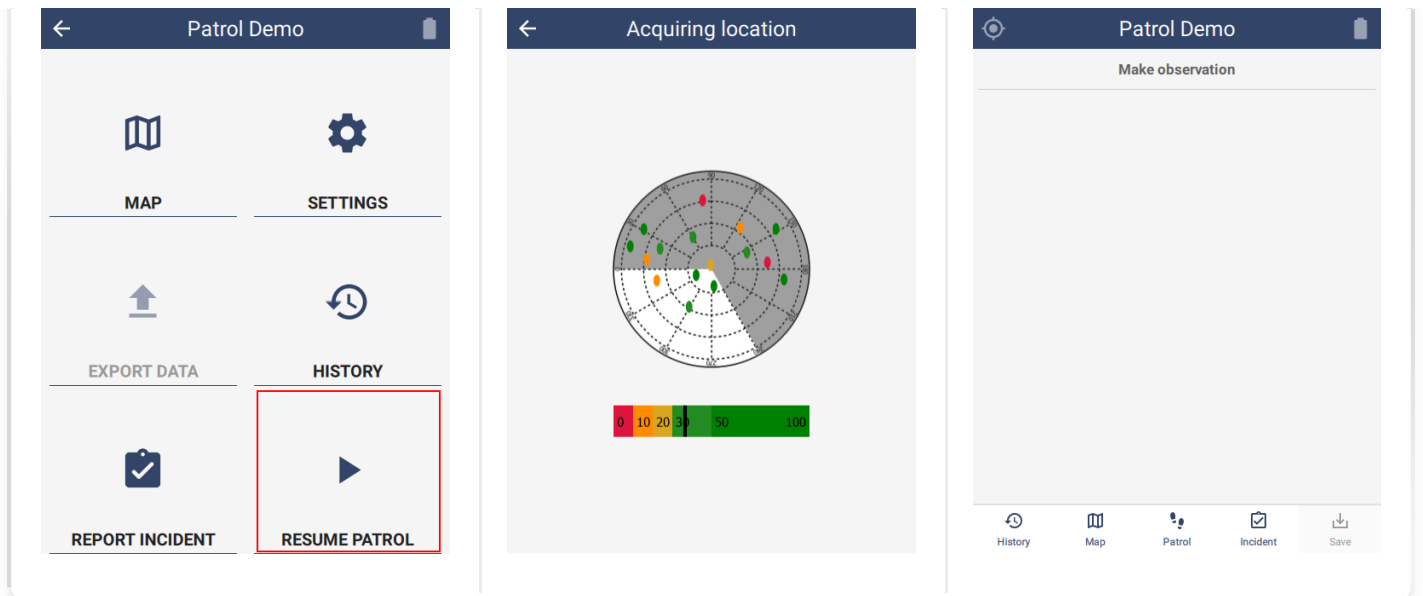 Patrol Demo
MAP
SETTINGS
EXPORT DATA
HISTORY
REPORT INCIDENT
RESUME PATROL
Acquiring location
0 10 20 30 50 100
Patrol Demo
Make observation
History Map Patrol Incident Save